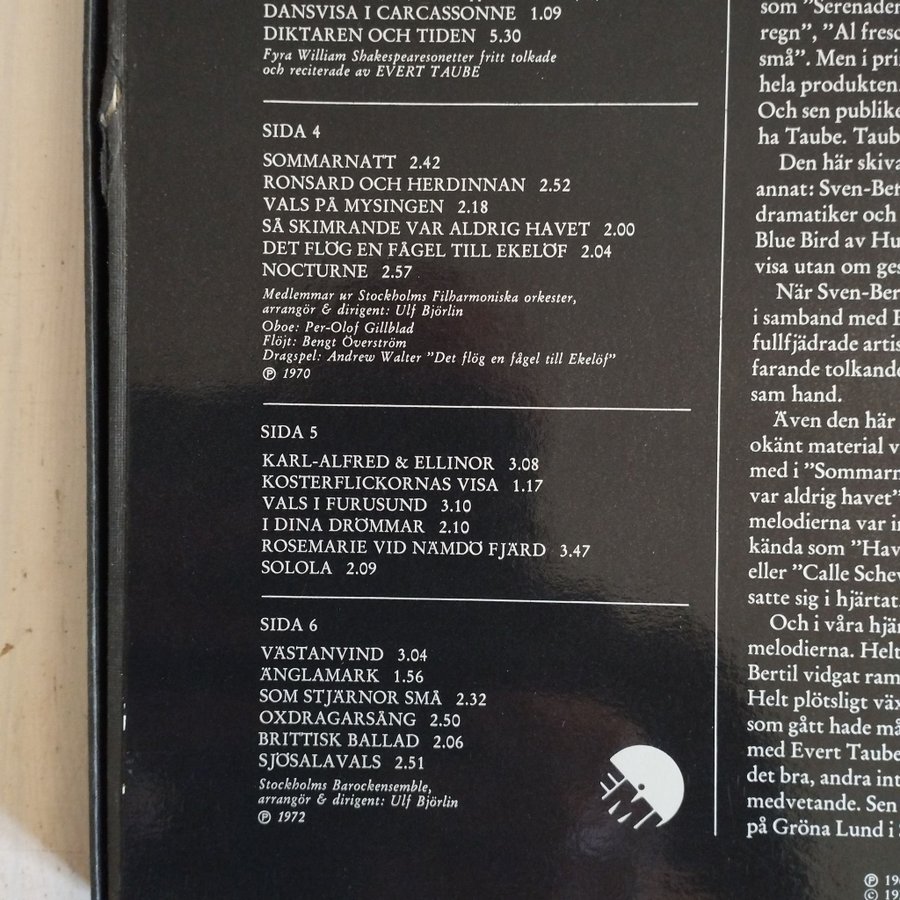 DANSVISA I CARCASSONNE 1.09
DIKTAREN OCH TIDEN 5.30
Fyra William Shakespearesonetter fritt tolkade
och reciterade av EVERT TAUBE
SIDA 4
SOMMARNATT 2.42
RONSARD OCH HERDINNAN 2.52
VALS PÅ MYSINGEN 2.18
SÅ SKIMRANDE VAR ALDRIG HAVET 2.00
DET FLÖG EN FÅGEL TILL EKELÖF 2.04
NOCTURNE 2.57
Medlemmar ur Stockholms Filharmoniska orkester,
arrangör & dirigent: Ulf Björlin
Oboe: Per-Olof Gillblad
Flöjt: Bengt Överström
Dragspel: Andrew Walter "Det flög en fågel till Ekelöf"
℗ 1970
SIDA 5
KARL-ALFRED & ELLINOR 3.08
KOSTERFLICKORNAS VISA 1.17
VALS I FURUSUND 3.10
I DINA DRÖMMAR 2.10
ROSEMARIE VID NÄMDÖ FJÄRD 3.47
SOLOLA 2.09
SIDA 6
VÄSTANVIND 3.04
ÄNGLAMARK 1.56
SOM STJÄRNOR SMÅ 2.32
OXDRAGARSÅNG 2.50
BRITTISK BALLAD 2.06
SJÖSALAVALS 2.51
Stockholms Barockensemble,
arrangör & dirigent: Ulf Björlin
℗ 1972
EMI
som "Serenaden
regn", "Al fresc
små". Men i pri
hela produkten.
Och sen publike
ha Taube. Taub
Den här skiva
annat: Sven-Ber
dramatiker och
Blue Bird av Hu
visa utan om ges
När Sven-Ber
i samband med E
fullfjädrade artis
farande tolkande
sam hand.
Även den här
okänt material v
med i "Sommarn
var aldrig havet"
melodierna var in
kända som "Hav
eller "Calle Schev
satte sig i hjärtat.
Och i våra hjär
melodierna. Helt
Bertil vidgat ram
Helt plötsligt väx
som gått hade må
med Evert Taube
det bra, andra int
medvetande. Sen
på Gröna Lund i
℗ 19
© 19